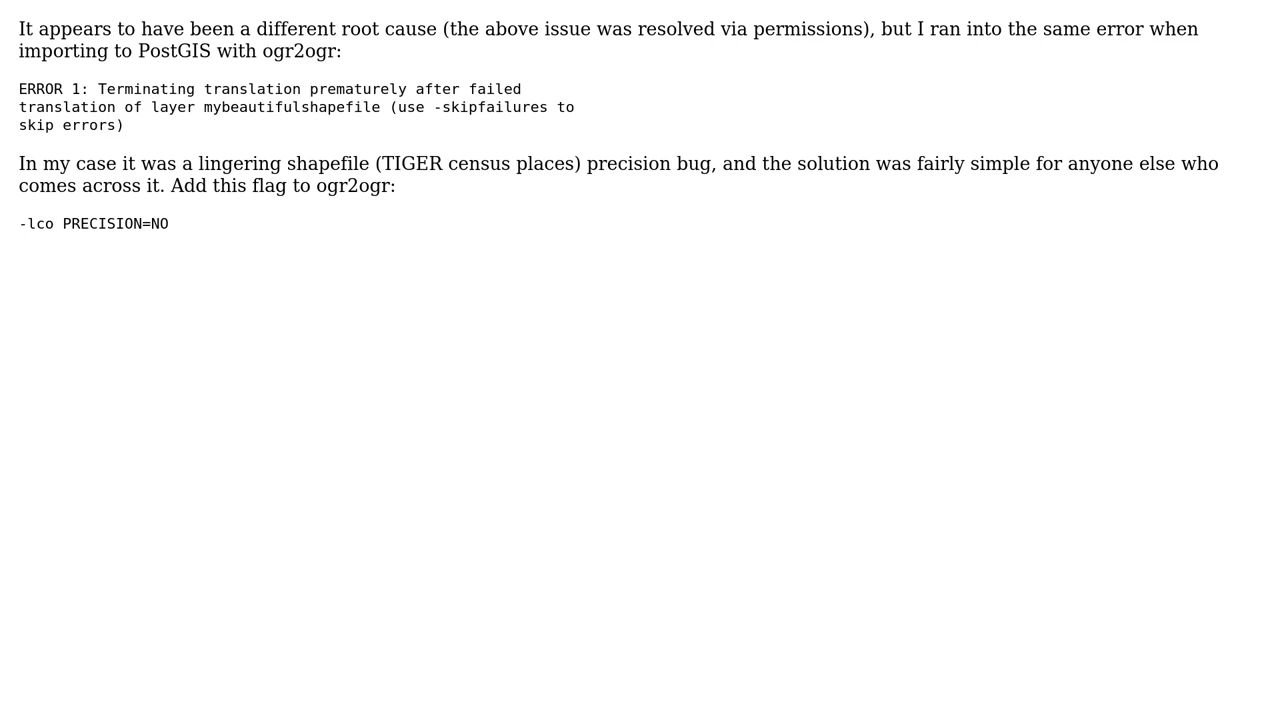 It appears to have been a different root cause (the above issue was resolved via permissions), but I ran into the same error when
importing to PostGIS with ogr2ogr:
ERROR 1: Terminating translation prematurely after failed
translation of layer mybeautifulshapefile (use -skipfailures to
skip errors)
In my case it was a lingering shapefile (TIGER census places) precision bug, and the solution was fairly simple for anyone else who
comes across it. Add this flag to ogr2ogr:
-lco PRECISION=NO